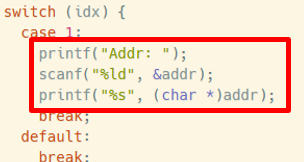 switch (idx) {
case 1:
printf("Addr: ");
scanf("%ld", &addr);
printf("%s", (char *)addr);
break;
default:
break;